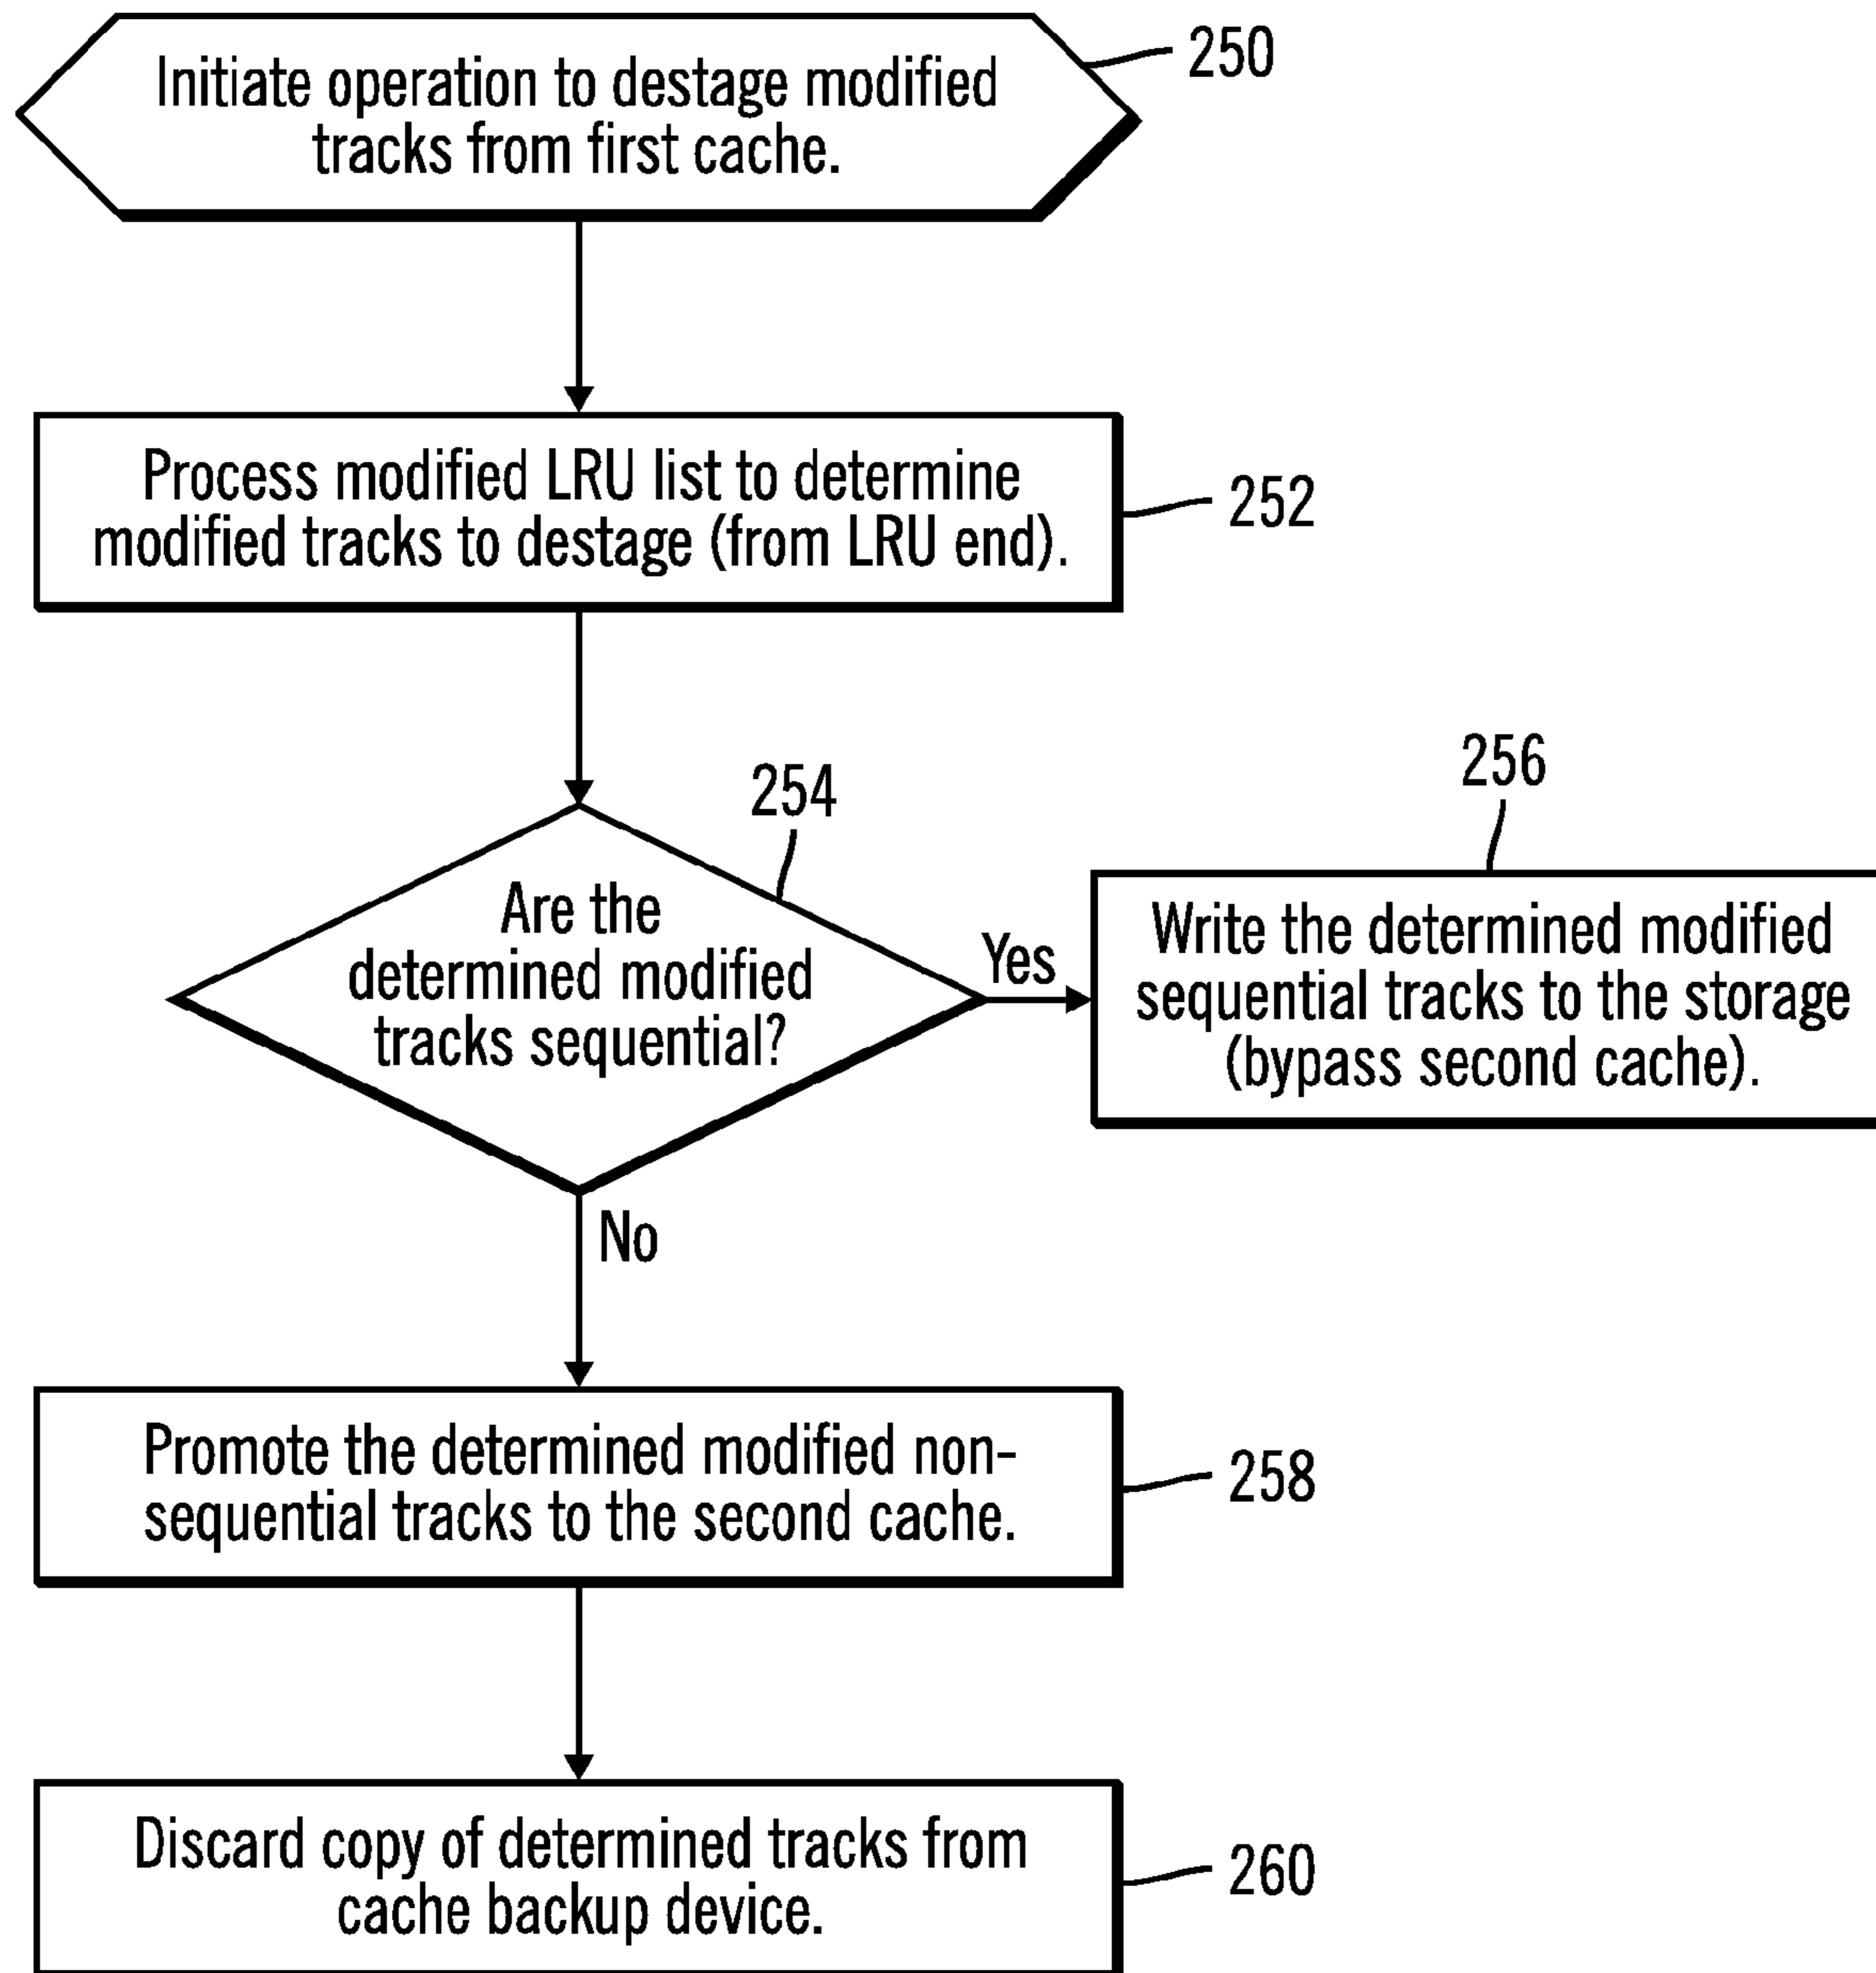 Initiate operation to destage modified
tracks from first cache.
250
Process modified LRU list to determine
modified tracks to destage (from LRU end).
252
254
Are the
determined modified
tracks sequential?
Yes
256
Write the determined modified
sequential tracks to the storage
(bypass second cache).
No
Promote the determined modified non-
sequential tracks to the second cache.
258
Discard copy of determined tracks from
cache backup device.
260